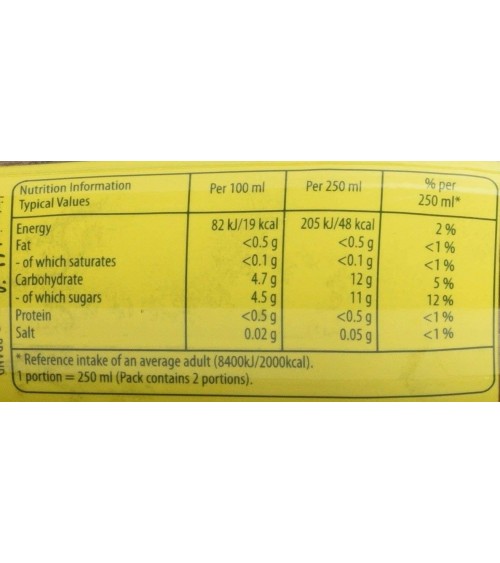 Nutrition Information Typical Values Per 100 ml Per 250 ml % per 250 ml*
Energy 82 kJ/19 kcal 205 kJ/48 kcal 2 %
Fat <0.5 g <0.5 g <1 %
- of which saturates <0.1 g <0.1 g <1 %
Carbohydrate 4.7 g 12 g 5 %
- of which sugars 4.5 g 11 g 12 %
Protein <0.5 g <0.5 g <1 %
Salt 0.02 g 0.05 g <1 %
* Reference intake of an average adult (8400kJ/2000kcal).
1 portion = 250 ml (Pack contains 2 portions).